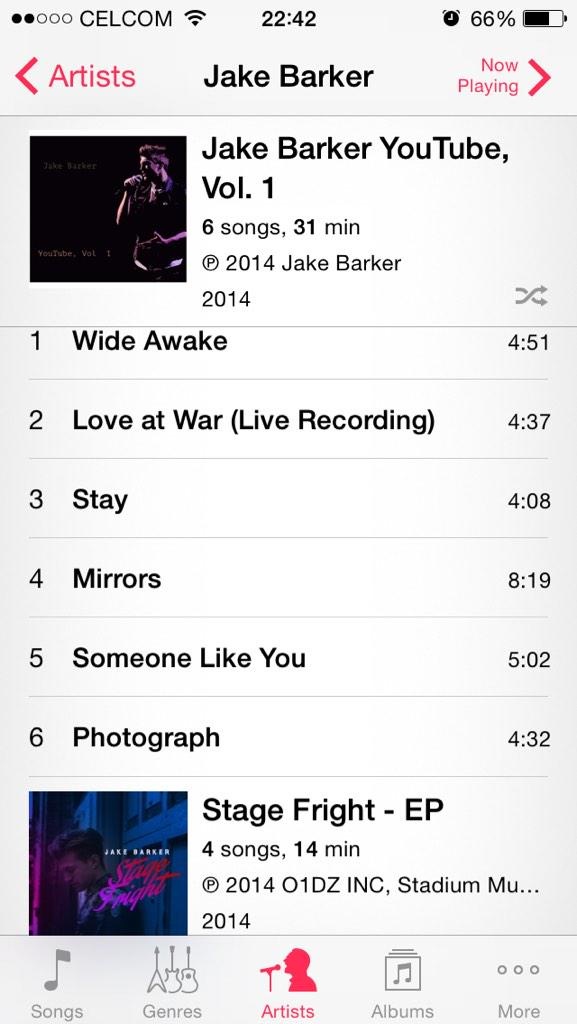 CELCOM 22:42 66%
Artists Jake Barker Now Playing
Jake Barker
YouTube, Vol 1
Jake Barker YouTube,
Vol. 1
6 songs, 31 min
℗ 2014 Jake Barker
2014
1 Wide Awake 4:51
2 Love at War (Live Recording) 4:37
3 Stay 4:08
4 Mirrors 8:19
5 Someone Like You 5:02
6 Photograph 4:32
JAKE BARKER
Stage
Fright
Stage Fright - EP
4 songs, 14 min
℗ 2014 O1DZ INC, Stadium Mu...
2014
Songs Genres Artists Albums More